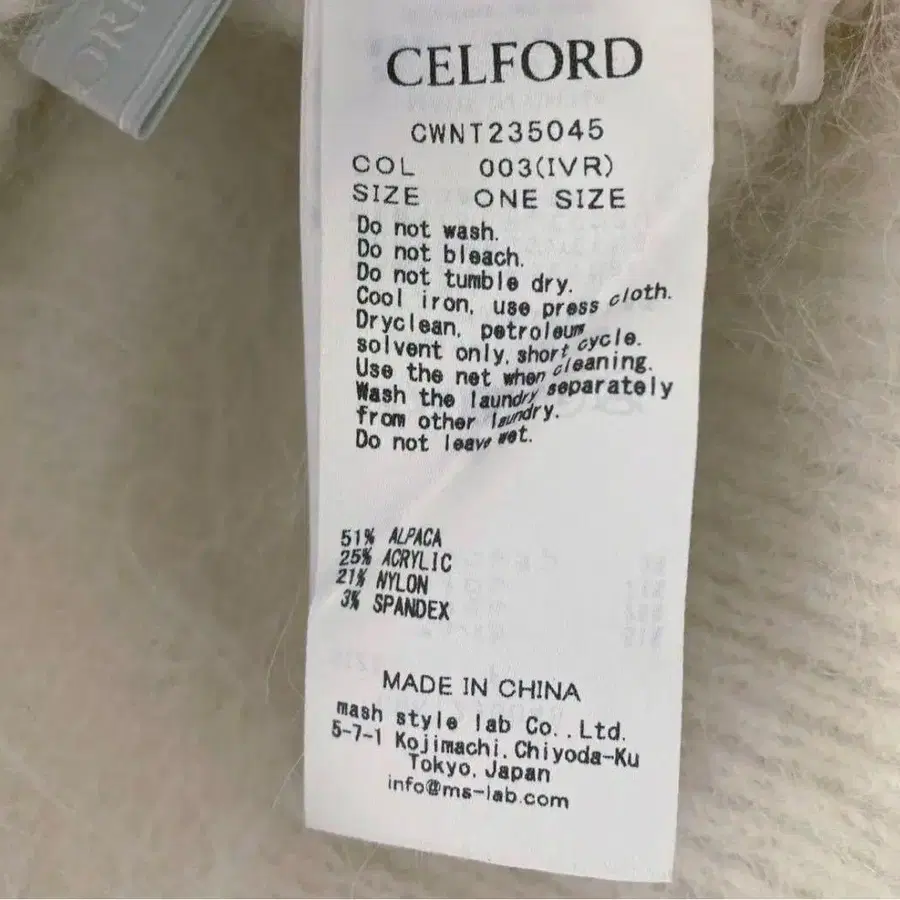 CELFORD
CWNT235045
COL 003(IVR)
SIZE ONE SIZE
Do not wash.
Do not bleach.
Do not tumble dry.
Cool iron, use press cloth.
Dryclean, petroleum
solvent only, short cycle.
Use the net when cleaning.
Wash the laundry separately
from other laundry.
Do not leave wet.
51% ALPACA
25% ACRYLIC
21% NYLON
3% SPANDEX
MADE IN CHINA
mash style lab Co.,Ltd.
5-7-1 Kojimachi,Chiyoda-Ku
Tokyo,Japan
info@ms-lab.com